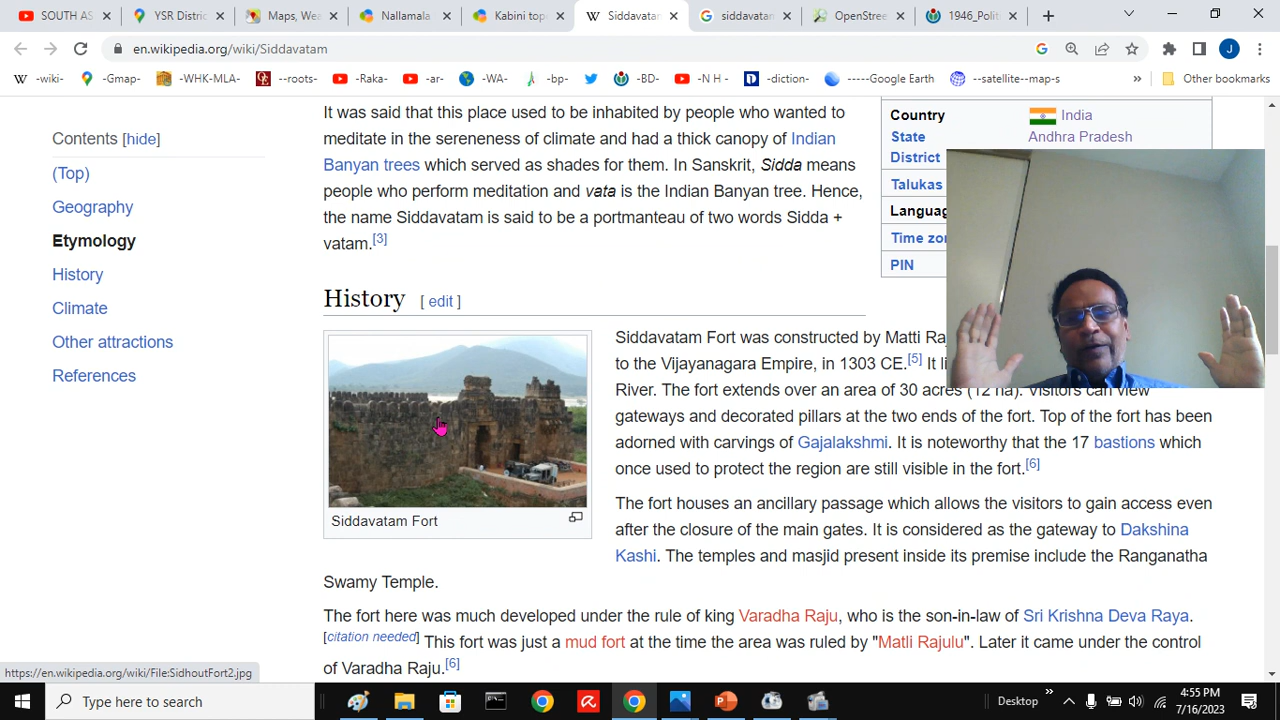 SOUTH AS
YSR Distric
Maps, Wea
Nallamala
Kabini top
Siddavatam
siddavatam
OpenStree
1946_Polit
en.wikipedia.org/wiki/Siddavatam
-wiki-
-Gmap-
-WHK-MLA-
--roots-
-Raka-
-ar-
-WA-
-bp-
-BD-
-N H -
-diction-
-----Google Earth
--satellite--map-s
»
Other bookmarks
Contents [hide]
(Top)
Geography
Etymology
History
Climate
Other attractions
References
It was said that this place used to be inhabited by people who wanted to
meditate in the sereneness of climate and had a thick canopy of Indian
Banyan trees which served as shades for them. In Sanskrit, Sidda means
people who perform meditation and vata is the Indian Banyan tree. Hence,
the name Siddavatam is said to be a portmanteau of two words Sidda +
vatam.[3]
Country India
State Andhra Pradesh
District
Talukas
Languag
Time zo
PIN
History [ edit ]
Siddavatam Fort
Siddavatam Fort was constructed by Matti Raj
to the Vijayanagara Empire, in 1303 CE.[5] It li
River. The fort extends over an area of 30 acres (12 ha). Visitors can view
gateways and decorated pillars at the two ends of the fort. Top of the fort has been
adorned with carvings of Gajalakshmi. It is noteworthy that the 17 bastions which
once used to protect the region are still visible in the fort.[6]
The fort houses an ancillary passage which allows the visitors to gain access even
after the closure of the main gates. It is considered as the gateway to Dakshina
Kashi. The temples and masjid present inside its premise include the Ranganatha
Swamy Temple.
The fort here was much developed under the rule of king Varadha Raju, who is the son-in-law of Sri Krishna Deva Raya.
[citation needed] This fort was just a mud fort at the time the area was ruled by "Matli Rajulu". Later it came under the control
of Varadha Raju.[6]
https://en.wikipedia.org/wiki/File:SidhoutFort2.jpg
Type here to search
Desktop
4:55 PM
7/16/2023